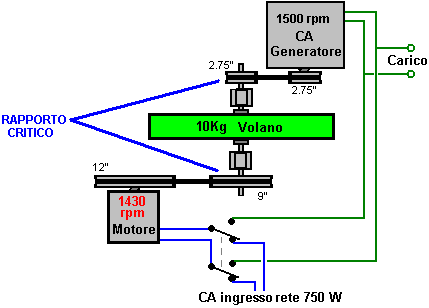 1500 rpm
CA
Generatore
2.75"
Carico
2.75"
RAPPORTO
CRITICO
10Kg Volano
12"
9"
1430
rpm
Motore
CA ingresso rete 750 W